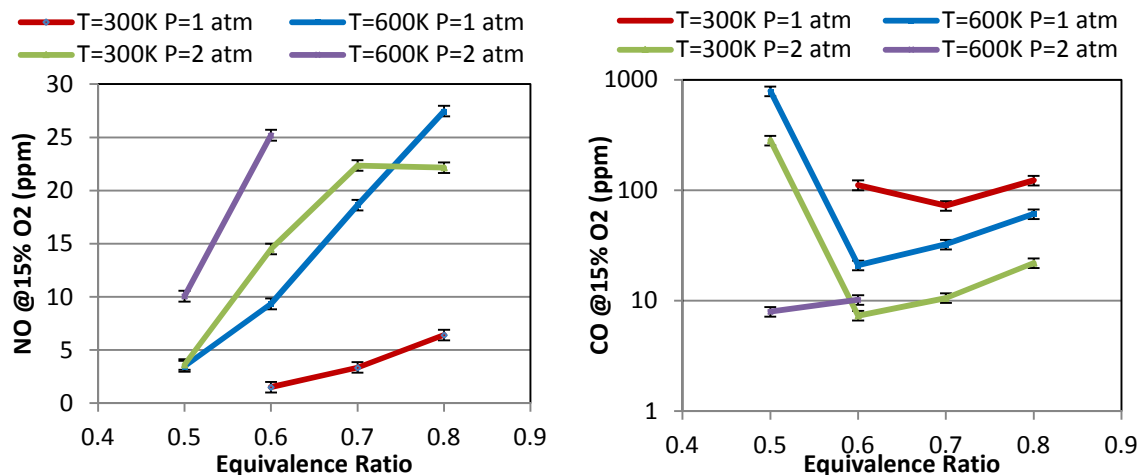 T=300K P=1 atm
T=600K P=1 atm
T=300K P=2 atm
T=600K P=2 atm
NO @15% O2 (ppm)
30
25
20
15
10
5
0
0.4 0.5 0.6 0.7 0.8 0.9
Equivalence Ratio
T=300K P=1 atm
T=600K P=1 atm
T=300K P=2 atm
T=600K P=2 atm
CO @15% O2 (ppm)
1000
100
10
1
0.4 0.5 0.6 0.7 0.8 0.9
Equivalence Ratio